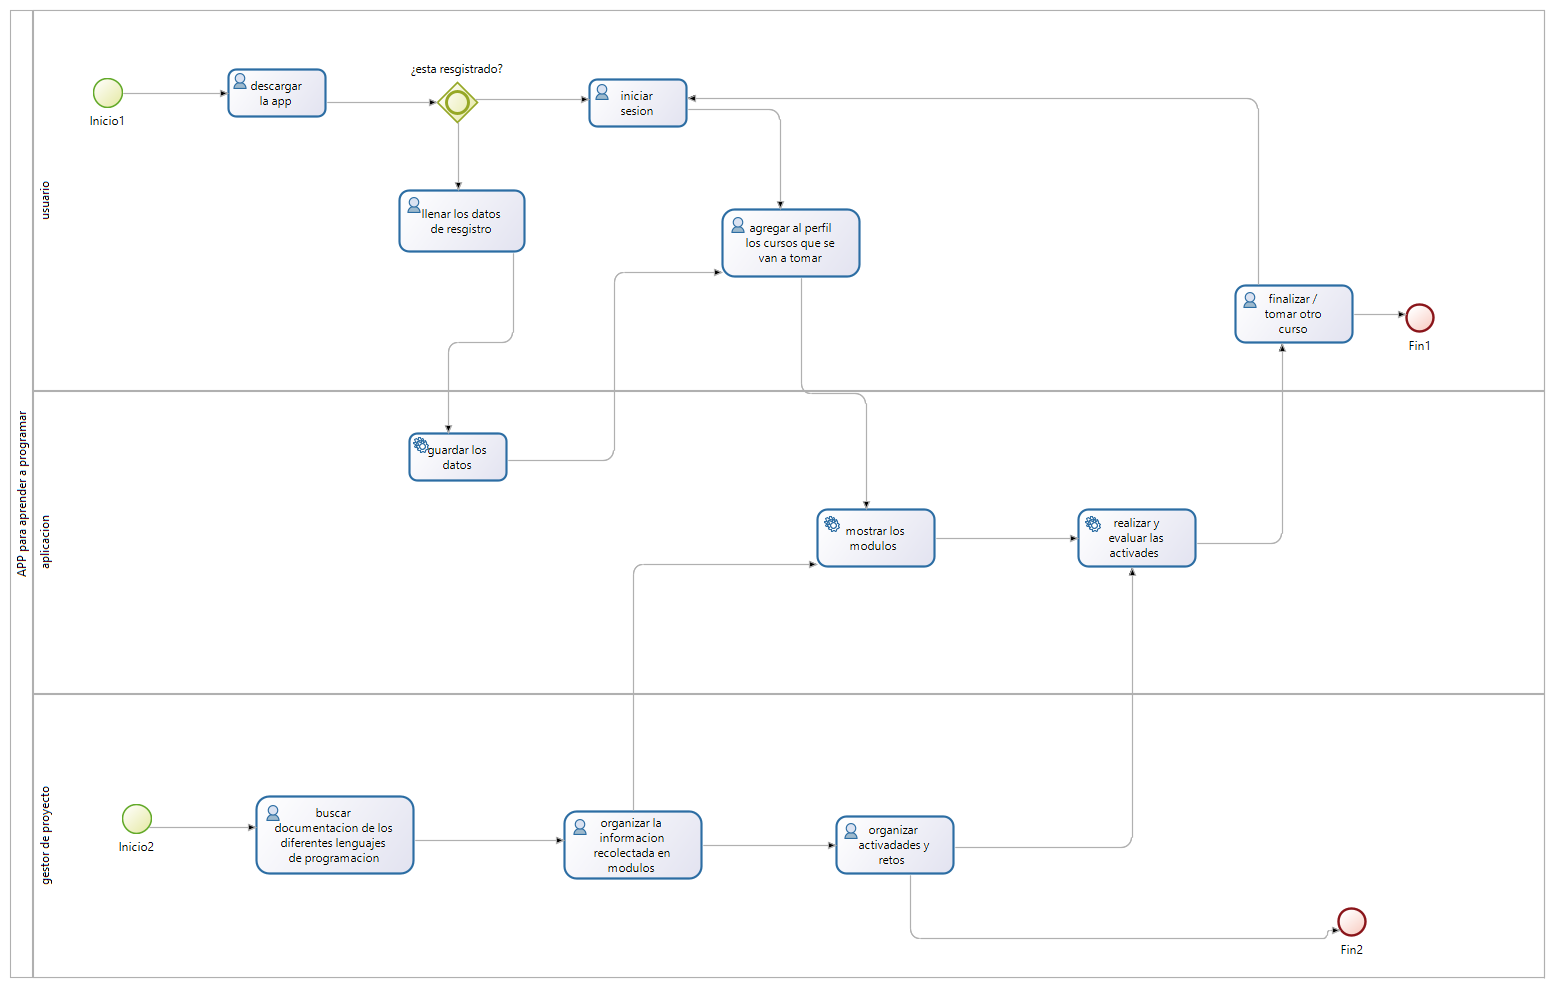 APP para aprender a programar
usuario
¿esta resgistrado?
Inicio1
descargar
la app
iniciar
sesion
llenar los datos
de resgistro
agregar al perfil
los cursos que se
van a tomar
finalizar /
tomar otro
curso
Fin1
aplicacion
guardar los
datos
mostrar los
modulos
realizar y
evaluar las
activades
gestor de proyecto
Inicio2
buscar
documentacion de los
diferentes lenguajes
de programacion
organizar la
informacion
recolectada en
modulos
organizar
activadades y
retos
Fin2